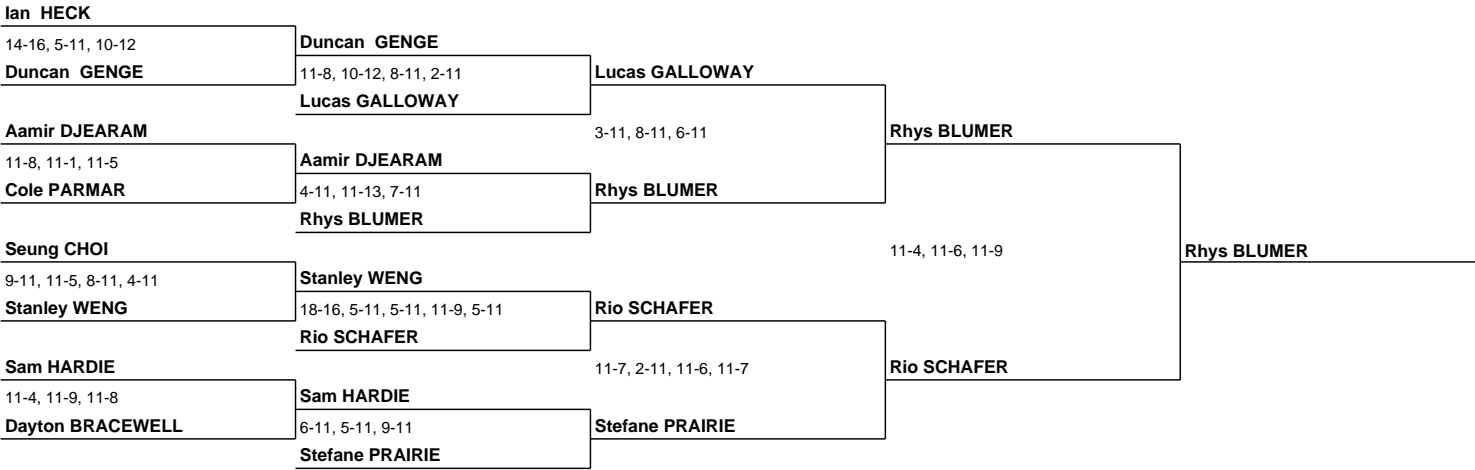 Ian HECK
14-16, 5-11, 10-12
Duncan GENGE
Duncan GENGE
11-8, 10-12, 8-11, 2-11
Lucas GALLOWAY
Lucas GALLOWAY
Aamir DJEARAM
3-11, 8-11, 6-11
Rhys BLUMER
11-8, 11-1, 11-5
Aamir DJEARAM
Cole PARMAR
4-11, 11-13, 7-11
Rhys BLUMER
Rhys BLUMER
Seung CHOI
11-4, 11-6, 11-9
Rhys BLUMER
9-11, 11-5, 8-11, 4-11
Stanley WENG
Stanley WENG
18-16, 5-11, 5-11, 11-9, 5-11
Rio SCHAFER
Rio SCHAFER
Sam HARDIE
11-7, 2-11, 11-6, 11-7
Rio SCHAFER
11-4, 11-9, 11-8
Sam HARDIE
Dayton BRACEWELL
6-11, 5-11, 9-11
Stefane PRAIRIE
Stefane PRAIRIE